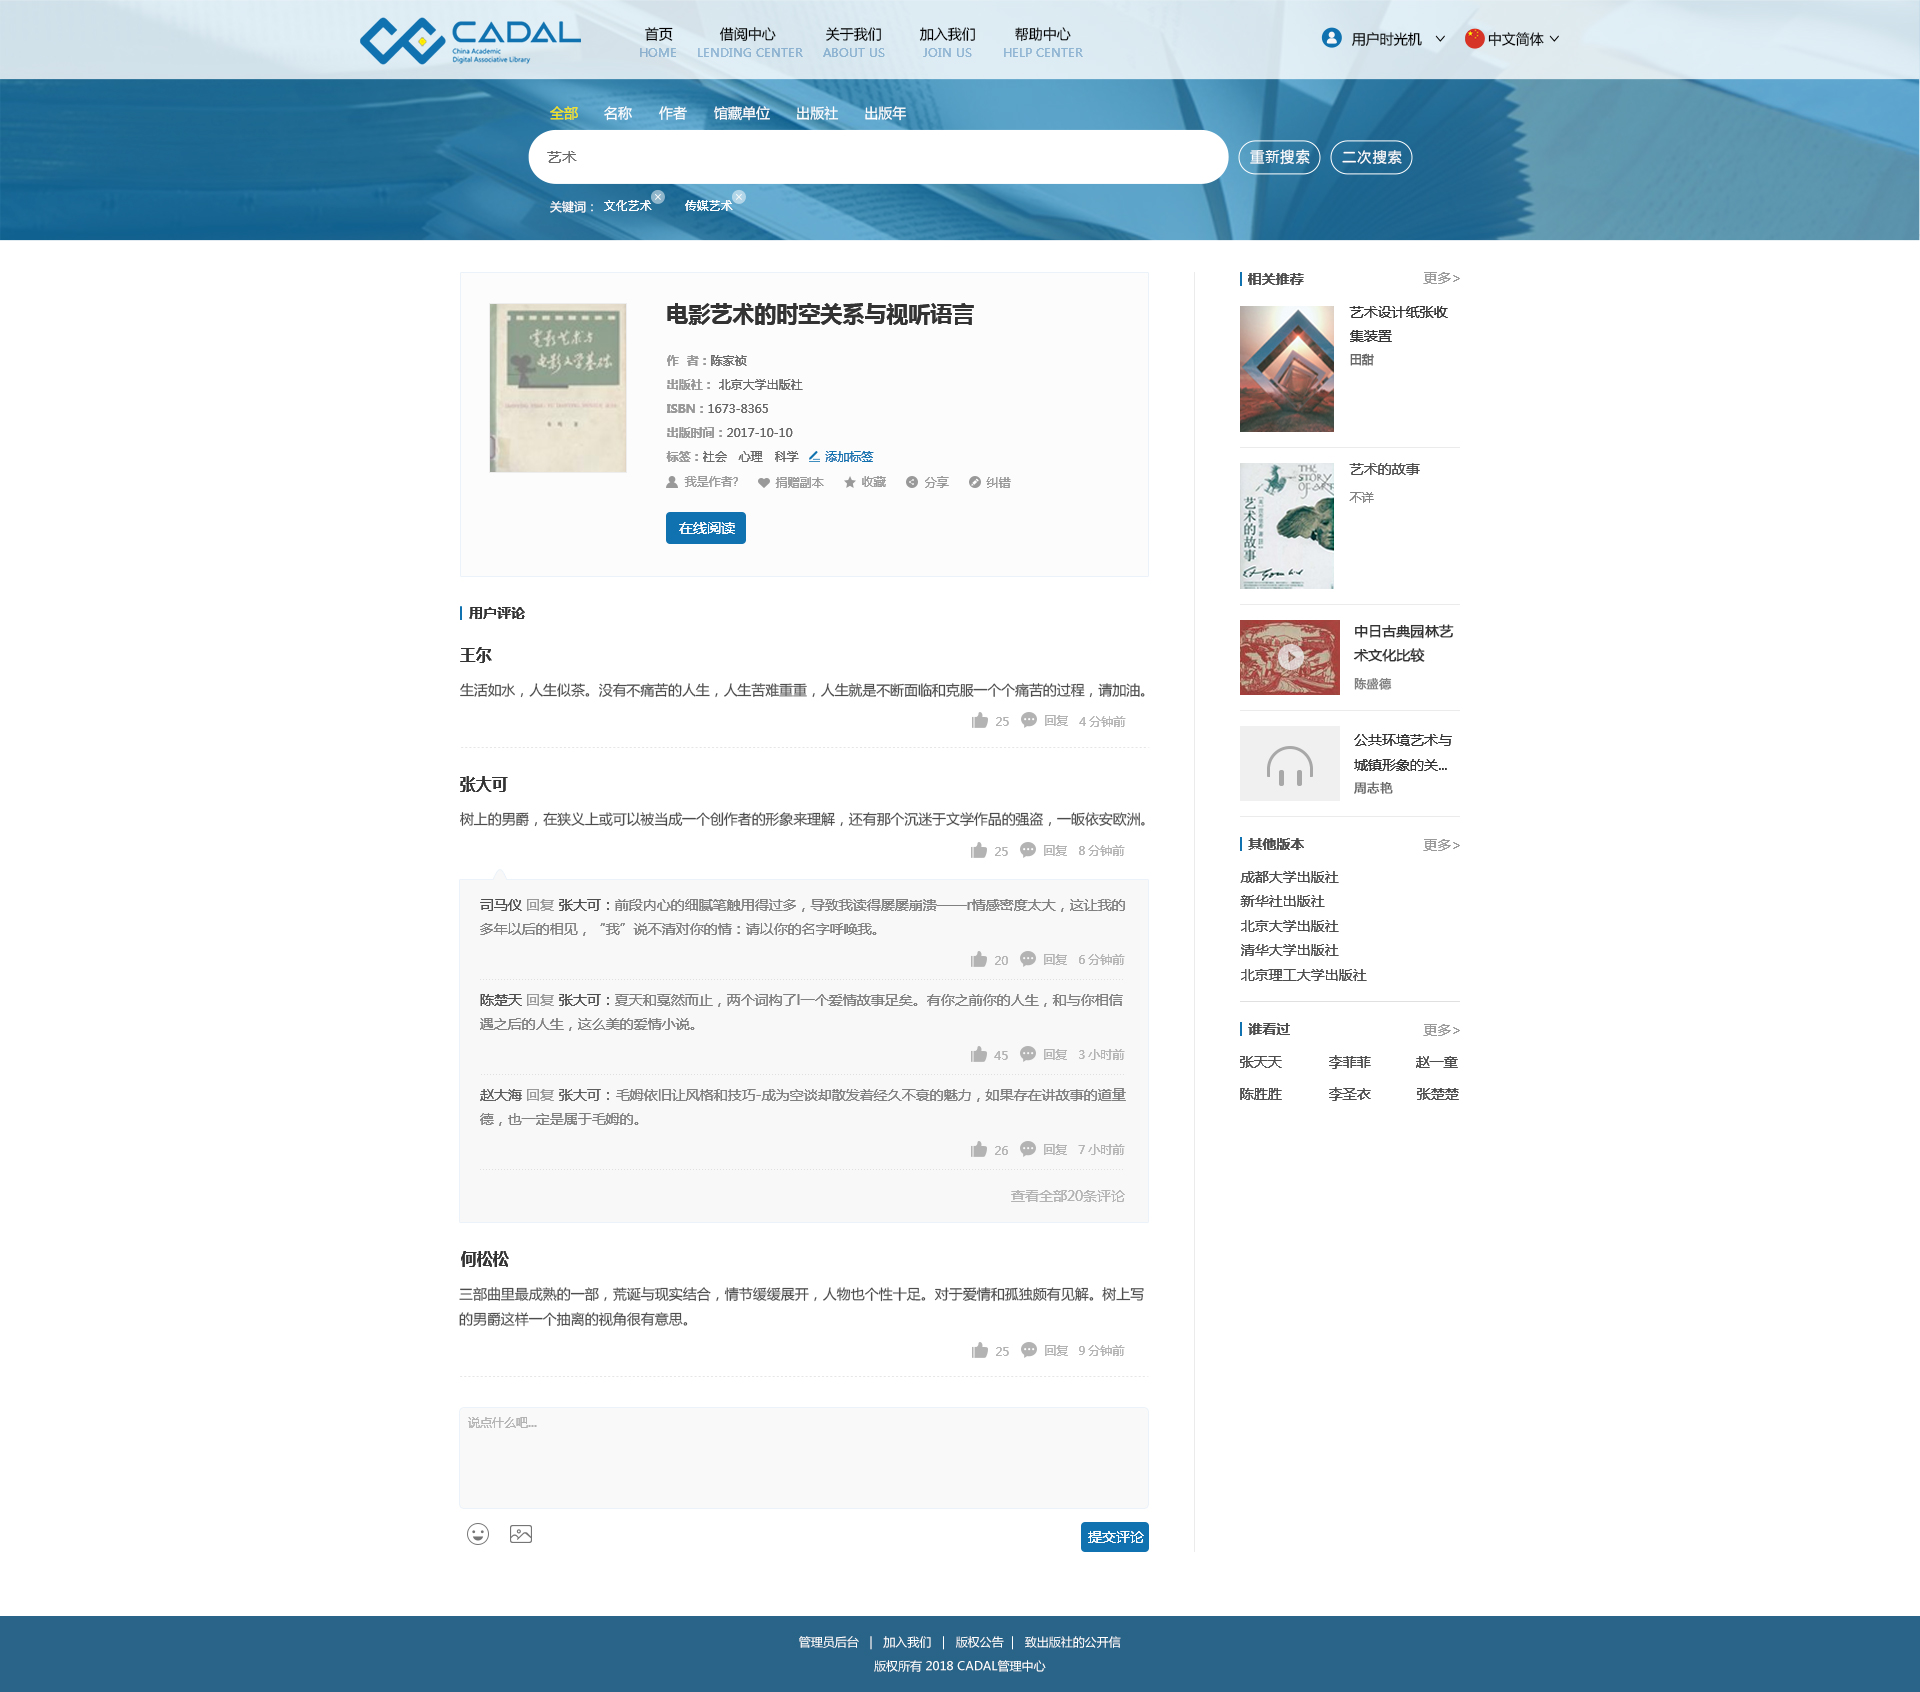 CADAL
China Academic
Digital Associative Library
首页 借阅中心 关于我们 加入我们 帮助中心
HOME LENDING CENTER ABOUT US JOIN US HELP CENTER
用户时光机 中文简体
全部 名称 作者 馆藏单位 出版社 出版年
艺术
重新搜索 二次搜索
关键词： 文化艺术 传媒艺术
电影艺术与
电影文学基础
电影艺术的时空关系与视听语言
作 者：陈家祯
出版社： 北京大学出版社
ISBN：1673-8365
出版时间：2017-10-10
标签：社会 心理 科学 添加标签
我是作者? 捐赠副本 收藏 分享 纠错
在线阅读
用户评论
王尔
生活如水，人生似茶。没有不痛苦的人生，人生苦难重重，人生就是不断面临和克服一个个痛苦的过程，请加油。
25 回复 4 分钟前
张大可
树上的男爵，在狭义上或可以被当成一个创作者的形象来理解，还有那个沉迷于文学作品的强盗，一皈依安欧洲。
25 回复 8 分钟前
司马仪 回复 张大可：前段内心的细腻笔触用得过多，导致我读得屡屡崩溃——r情感密度太大，这让我的
多年以后的相见，“我”说不清对你的情：请以你的名字呼唤我。
20 回复 6 分钟前
陈楚天 回复 张大可：夏天和戛然而止，两个词构了l一个爱情故事足矣。有你之前你的人生，和与你相信
遇之后的人生，这么美的爱情小说。
45 回复 3 小时前
赵大海 回复 张大可：毛姆依旧让风格和技巧-成为空谈却散发着经久不衰的魅力，如果存在讲故事的道量
德，也一定是属于毛姆的。
26 回复 7 小时前
查看全部20条评论
何松松
三部曲里最成熟的一部，荒诞与现实结合，情节缓缓展开，人物也个性十足。对于爱情和孤独颇有见解。树上写
的男爵这样一个抽离的视角很有意思。
25 回复 9 分钟前
说点什么吧...
提交评论
相关推荐 更多>
艺术设计纸张收
集装置
田甜
THE
STORY
OF ART
艺术的故事
艺术的故事
不详
中日古典园林艺
术文化比较
陈盛德
公共环境艺术与
城镇形象的关...
周志艳
其他版本 更多>
成都大学出版社
新华社出版社
北京大学出版社
清华大学出版社
北京理工大学出版社
谁看过 更多>
张天天 李菲菲 赵一童
陈胜胜 李圣衣 张楚楚
管理员后台 | 加入我们 | 版权公告 | 致出版社的公开信
版权所有 2018 CADAL管理中心